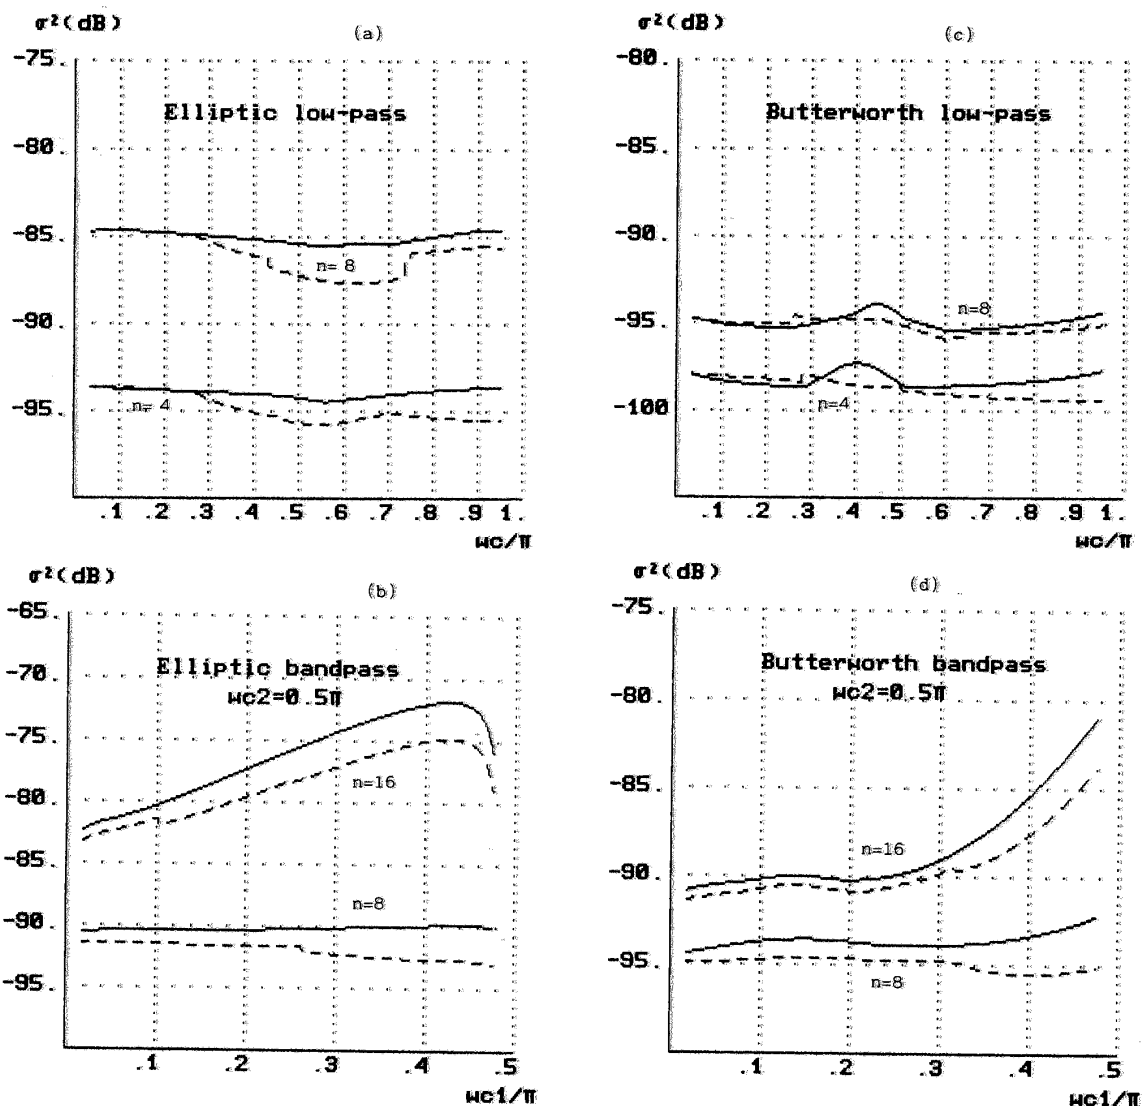 σ²(dB)
(a)
-75.
Elliptic low-pass
-80.
-85.
n= 8
-90.
n= 4
-95.
.1 .2 .3 .4 .5 .6 .7 .8 .9 1.
wc/π
σ²(dB)
(c)
-80.
Butterworth low-pass
-85.
-90.
n=8
-95.
n=4
-100
.1 .2 .3 .4 .5 .6 .7 .8 .9 1.
wc/π
σ²(dB)
(b)
-65.
Elliptic bandpass
-70.
wc2=0.5π
-75.
n=16
-80.
-85.
n=8
-90.
-95.
.1 .2 .3 .4 .5
wc1/π
σ²(dB)
(d)
-75.
Butterworth bandpass
wc2=0.5π
-80.
-85.
n=16
-90.
-95.
n=8
.1 .2 .3 .4 .5
wc1/π